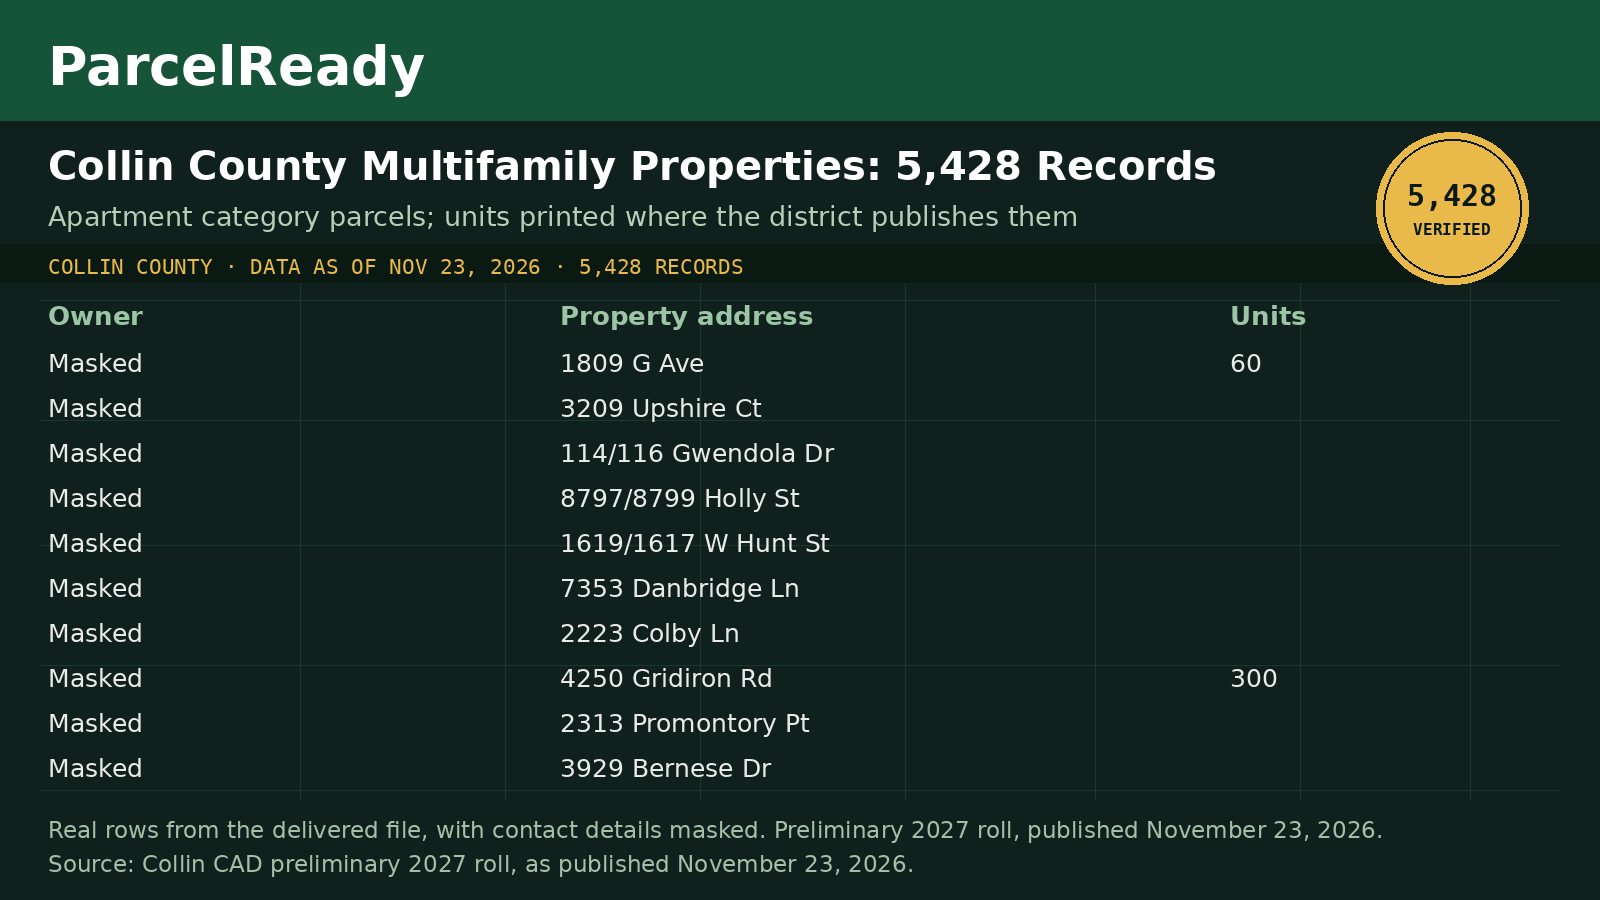 ParcelReady
Collin County Multifamily Properties: 5,428 Records
Apartment category parcels; units printed where the district publishes them
5,428
VERIFIED
COLLIN COUNTY · DATA AS OF NOV 23, 2026 · 5,428 RECORDS
Owner Property address Units
Masked 1809 G Ave 60
Masked 3209 Upshire Ct
Masked 114/116 Gwendola Dr
Masked 8797/8799 Holly St
Masked 1619/1617 W Hunt St
Masked 7353 Danbridge Ln
Masked 2223 Colby Ln
Masked 4250 Gridiron Rd 300
Masked 2313 Promontory Pt
Masked 3929 Bernese Dr
Real rows from the delivered file, with contact details masked. Preliminary 2027 roll, published November 23, 2026.
Source: Collin CAD preliminary 2027 roll, as published November 23, 2026.